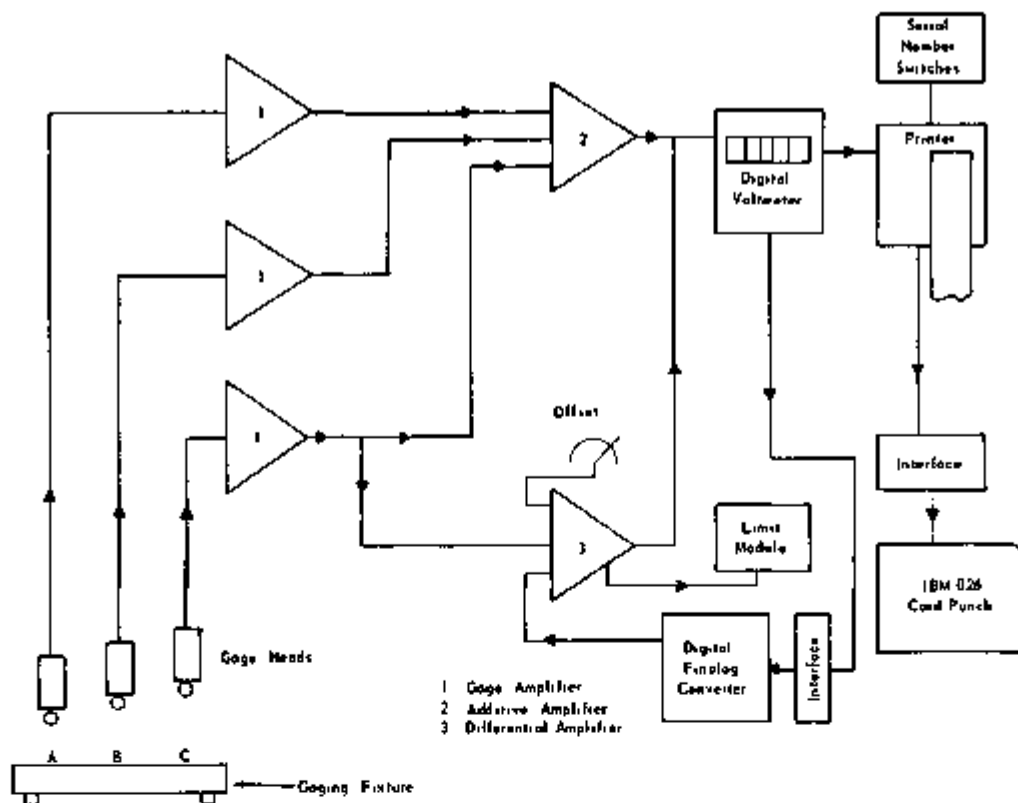 Serial
Number
Switches
1
2
Printer
Digital
Voltmeter
1
1
Offset
Interface
3
Limit
Module
IBM 026
Card Punch
Gage Heads
Digital
Analog
Converter
Interface
1 Gage Amplifier
2 Additive Amplifier
3 Differential Amplifier
A B C
Gaging Fixture